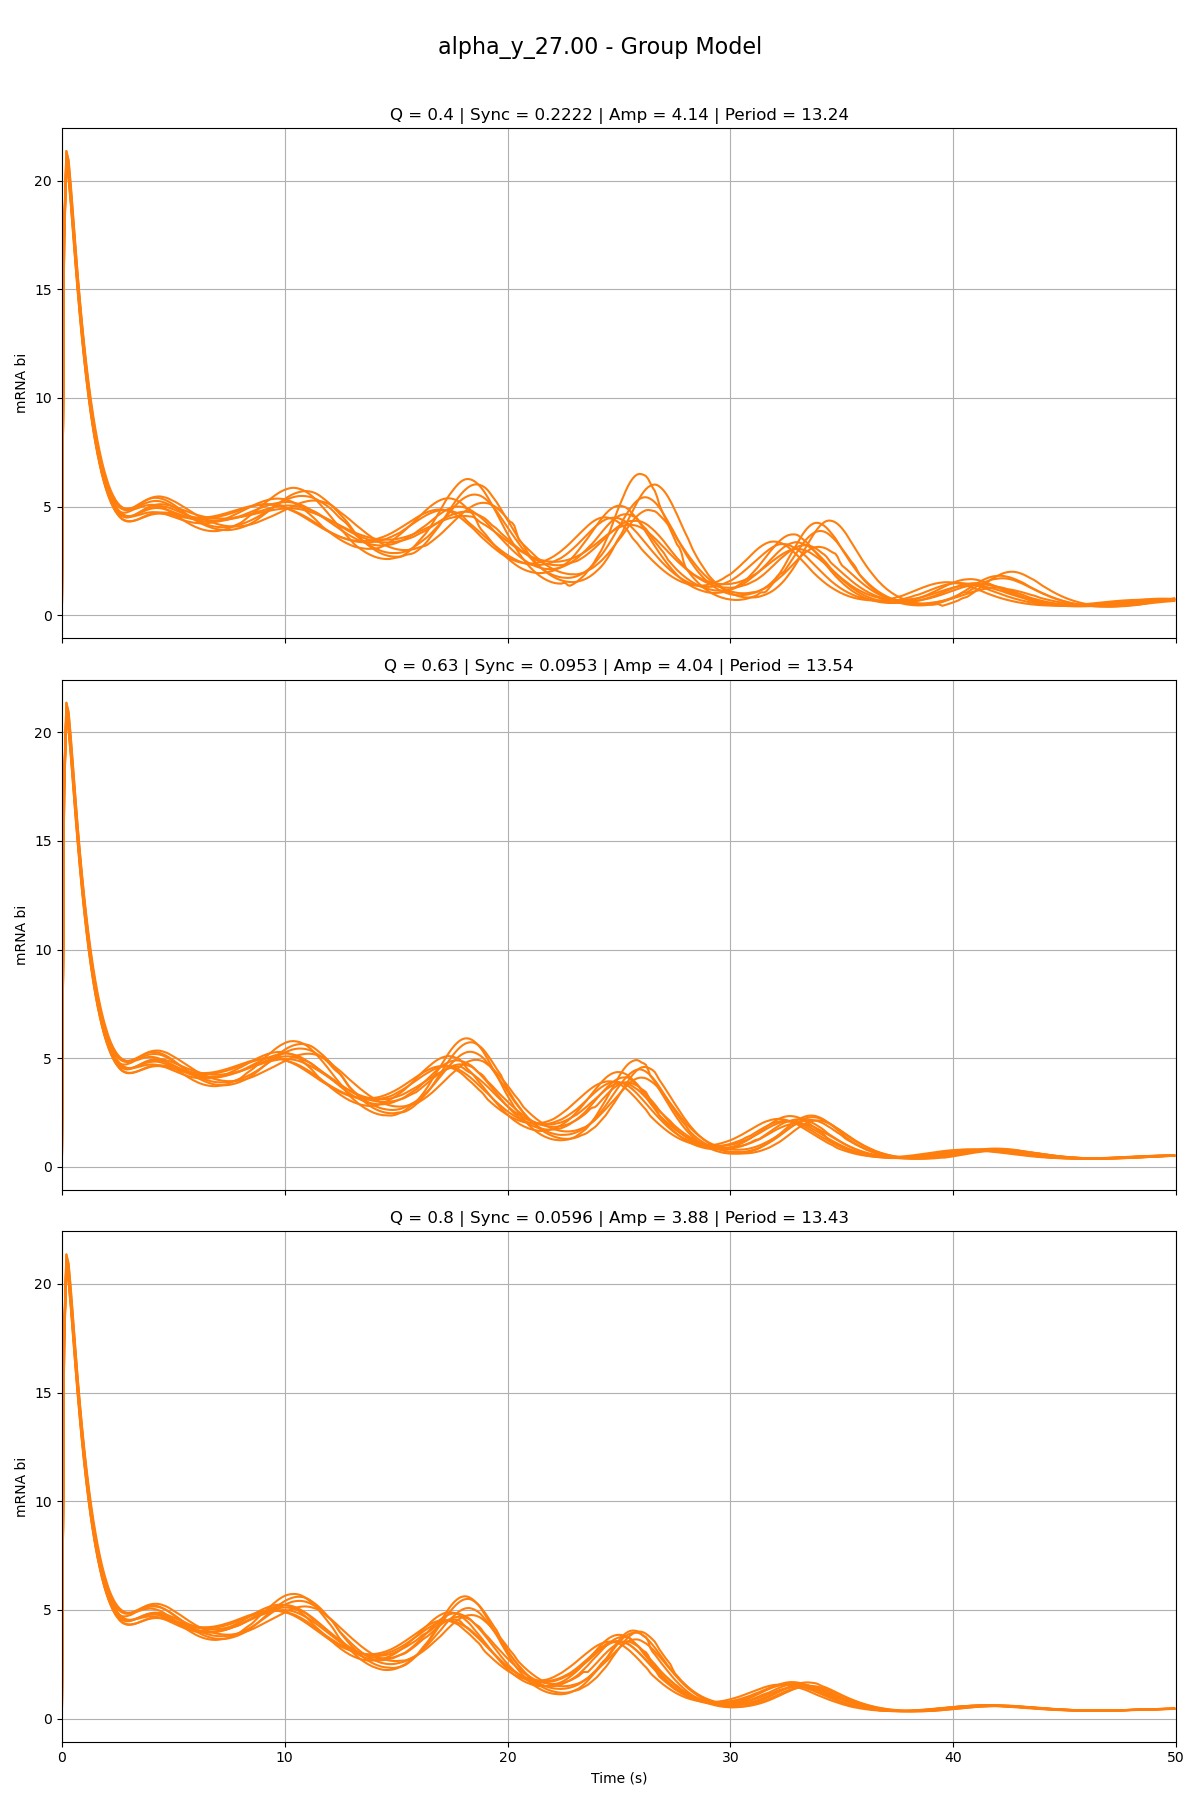 alpha_y_27.00 - Group Model
Q = 0.4 | Sync = 0.2222 | Amp = 4.14 | Period = 13.24
20
15
10
5
0
mRNA bi
Q = 0.63 | Sync = 0.0953 | Amp = 4.04 | Period = 13.54
20
15
10
5
0
mRNA bi
Q = 0.8 | Sync = 0.0596 | Amp = 3.88 | Period = 13.43
20
15
10
5
0
mRNA bi
0 10 20 30 40 50
Time (s)